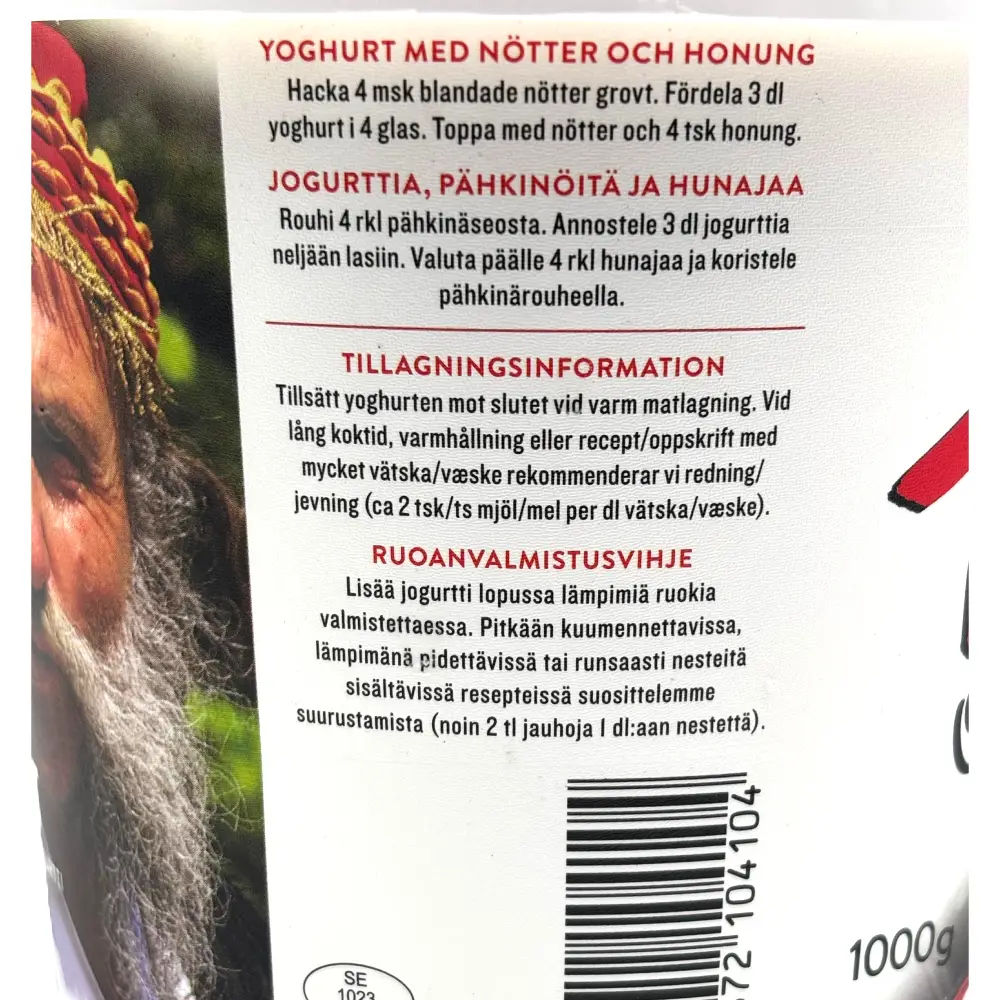 YOGHURT MED NÖTTER OCH HONUNG
Hacka 4 msk blandade nötter grovt. Fördela 3 dl
yoghurt i 4 glas. Toppa med nötter och 4 tsk honung.
JOGURTTIA, PÄHKINÖITÄ JA HUNAJAA
Rouhi 4 rkl pähkinäseosta. Annostele 3 dl jogurttia
neljään lasiin. Valuta päälle 4 rkl hunajaa ja koristele
pähkinärouheella.
TILLAGNINGSINFORMATION
Tillsätt yoghurten mot slutet vid varm matlagning. Vid
lång koktid, varmhållning eller recept/oppskrift med
mycket vätska/væske rekommenderar vi redning/
jevning (ca 2 tsk/ts mjöl/mel per dl vätska/væske).
RUOANVALMISTUSVIHJE
Lisää jogurtti lopussa lämpimiä ruokia
valmistettaessa. Pitkään kuumennettavissa,
lämpimänä pidettävissä tai runsaasti nesteitä
sisältävissä resepteissä suosittelemme
suurustamista (noin 2 tl jauhoja 1 dl:aan nestettä).
72 104104
1000g
SE
1023